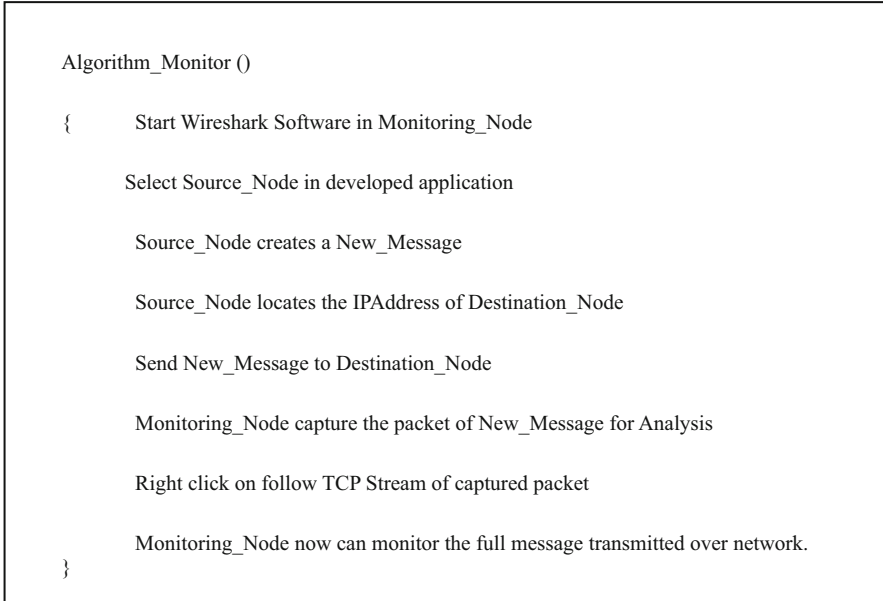 Algorithm_Monitor ()
{ Start Wireshark Software in Monitoring_Node
Select Source_Node in developed application
Source_Node creates a New_Message
Source_Node locates the IPAddress of Destination_Node
Send New_Message to Destination_Node
Monitoring_Node capture the packet of New_Message for Analysis
Right click on follow TCP Stream of captured packet
Monitoring_Node now can monitor the full message transmitted over network.
}